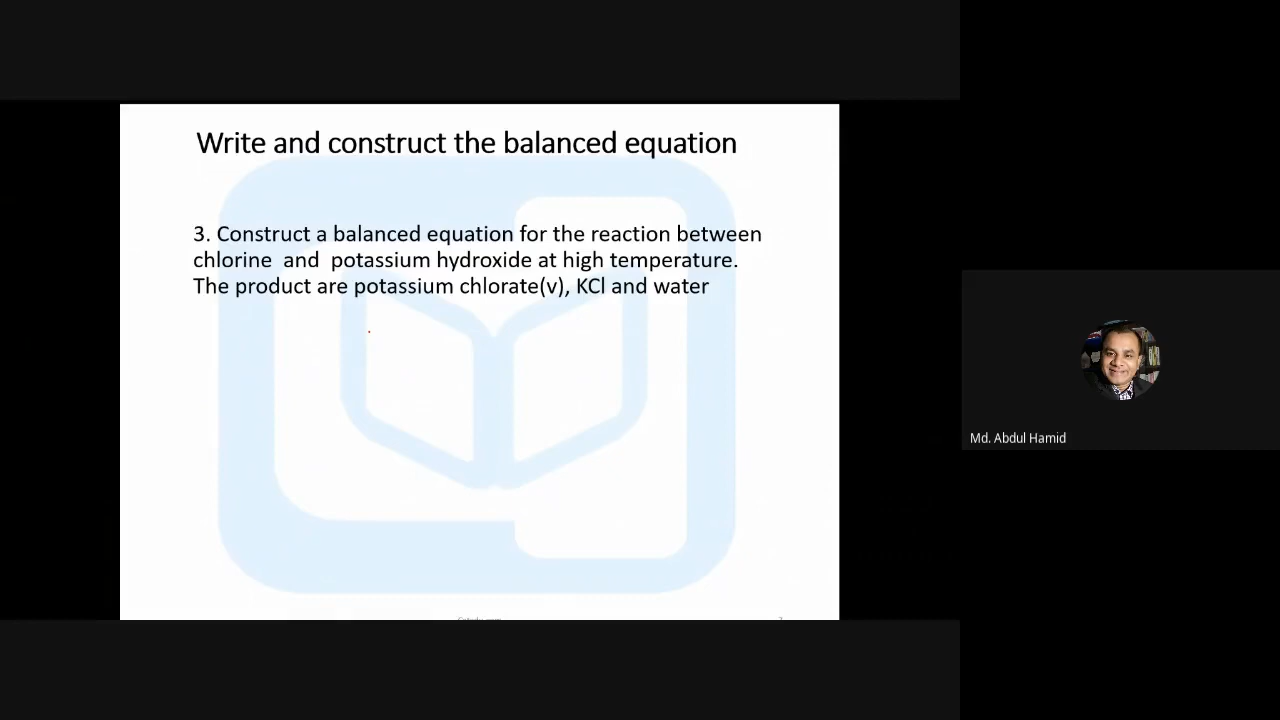 Write and construct the balanced equation
3. Construct a balanced equation for the reaction between
chlorine and potassium hydroxide at high temperature.
The product are potassium chlorate(v), KCl and water
Md. Abdul Hamid